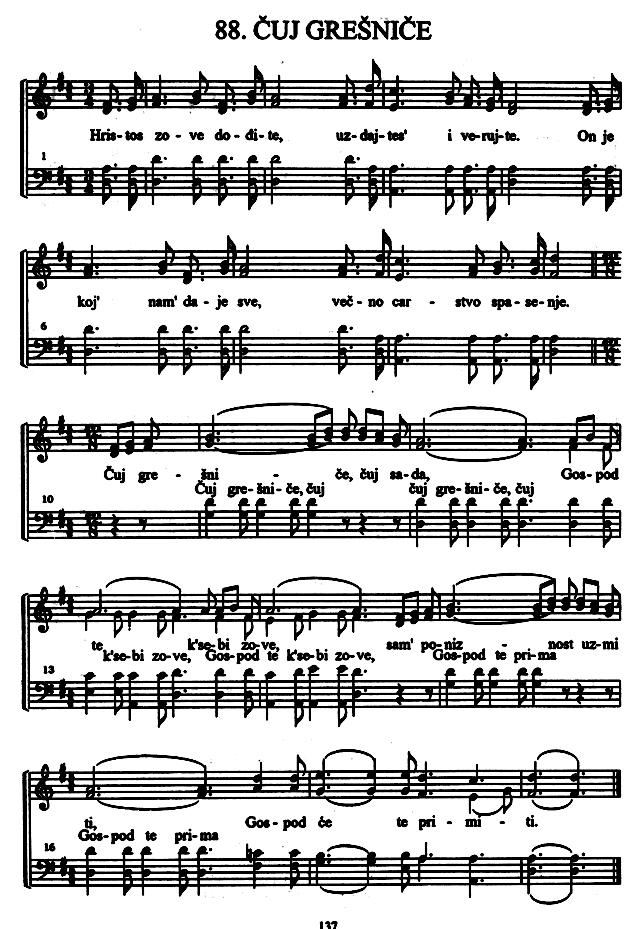 88. ČUJ GREŠNIČE
Hris-tos zo-ve do-đi-te, uz-dajtes' i ve-ruj-te. On je
1
koj' nam' da-je sve, več-no car-stvo spa-se-nje.
6
Čuj gre-šni-če, čuj sa-da, Gos-pod
Čuj gre-šni-če, čuj čuj gre-šni-če, čuj
10
te k'se-bi zo-ve, sam' po-niz-nost uz-mi
k'se-bi zo-ve, Gos-pod te k'se-bi zo-ve, Gos-pod te pri-ma
13
ti, Gos-pod će te pri-mi-ti.
Gos-pod te pri-ma
16
137